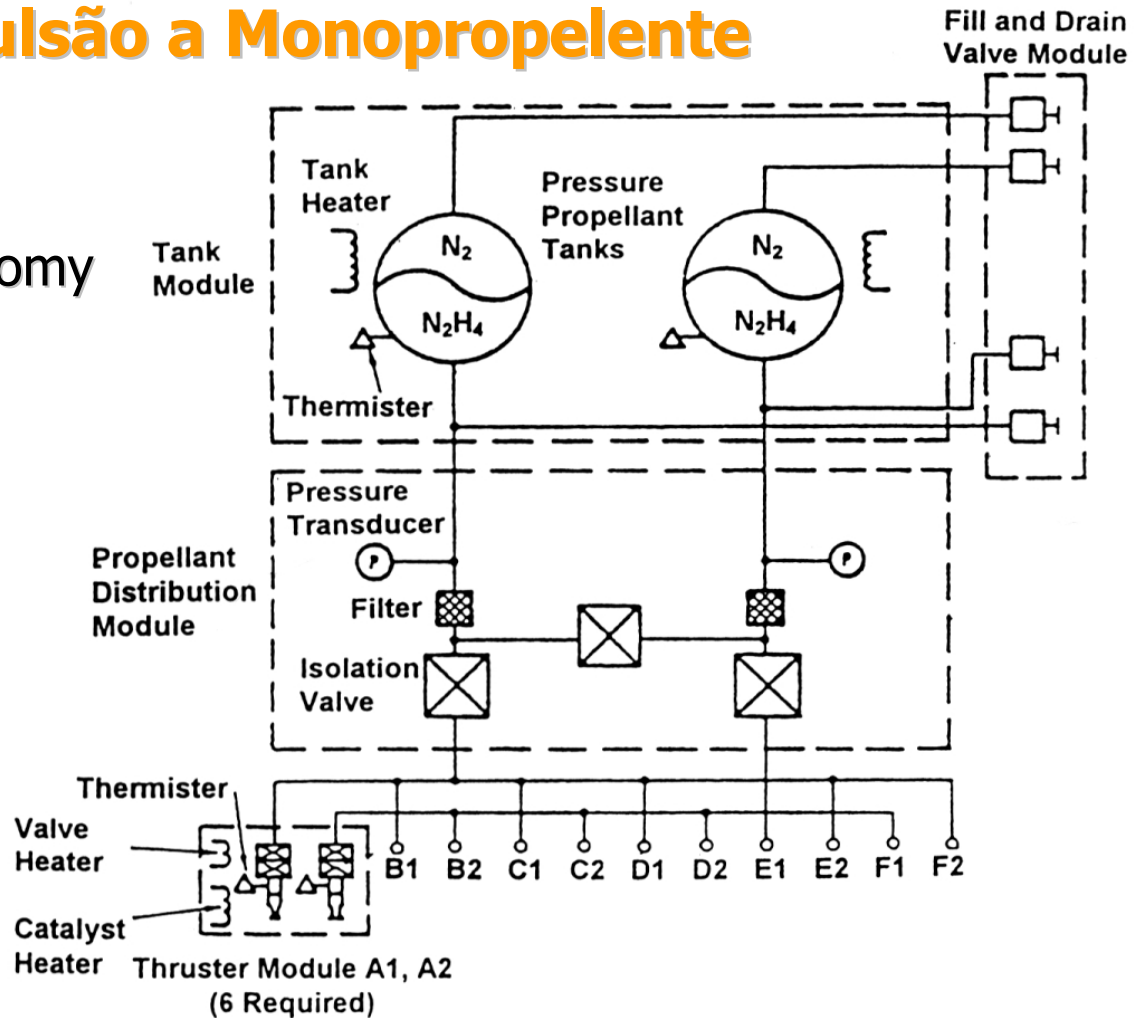 ulsão a Monopropelente
omy
Fill and Drain
Valve Module
Tank
Heater
Pressure
Propellant
Tanks
Tank
Module
N₂
N₂H₄
N₂
N₂H₄
Thermister
Pressure
Transducer
P
P
Propellant
Distribution
Module
Filter
Isolation
Valve
Thermister
Valve
Heater
B1 B2 C1 C2 D1 D2 E1 E2 F1 F2
Catalyst
Heater
Thruster Module A1, A2
(6 Required)